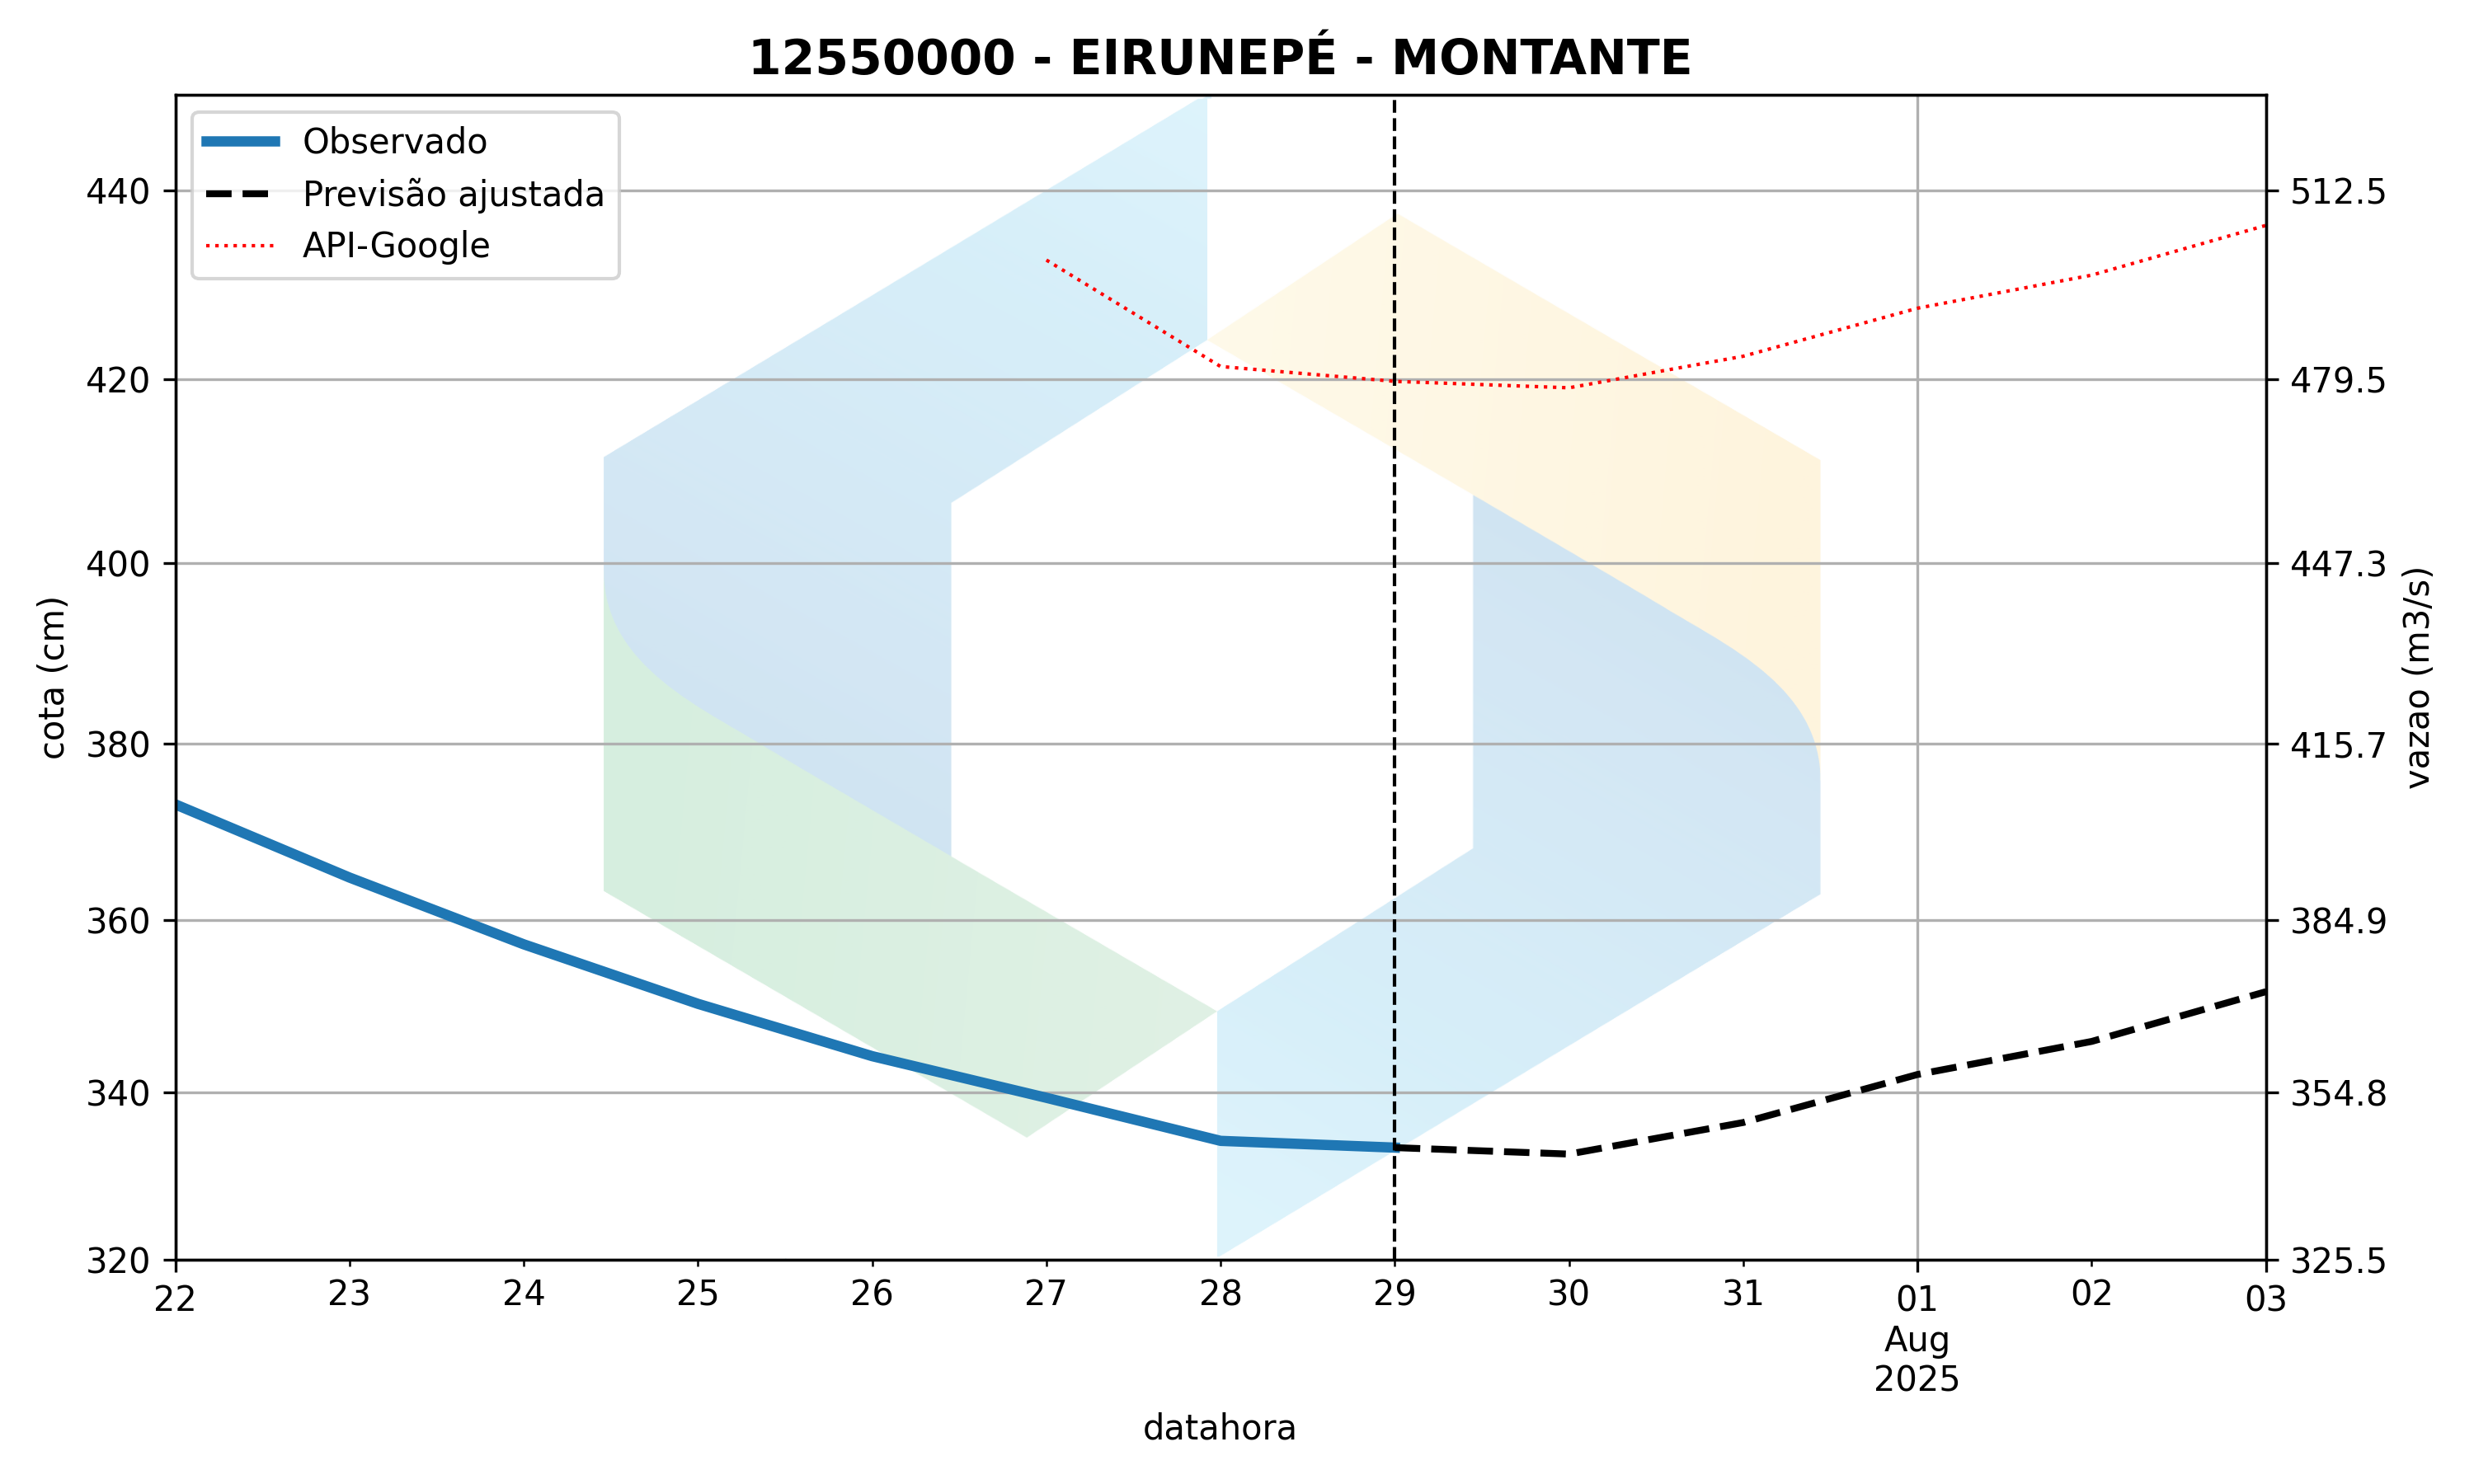 12550000 - EIRUNEPÉ - MONTANTE
Observado
Previsão ajustada
API-Google
440
420
400
380
360
340
320
cota (cm)
512.5
479.5
447.3
415.7
384.9
354.8
325.5
vazao (m3/s)
22 23 24 25 26 27 28 29 30 31 01 02 03
Aug
2025
datahora